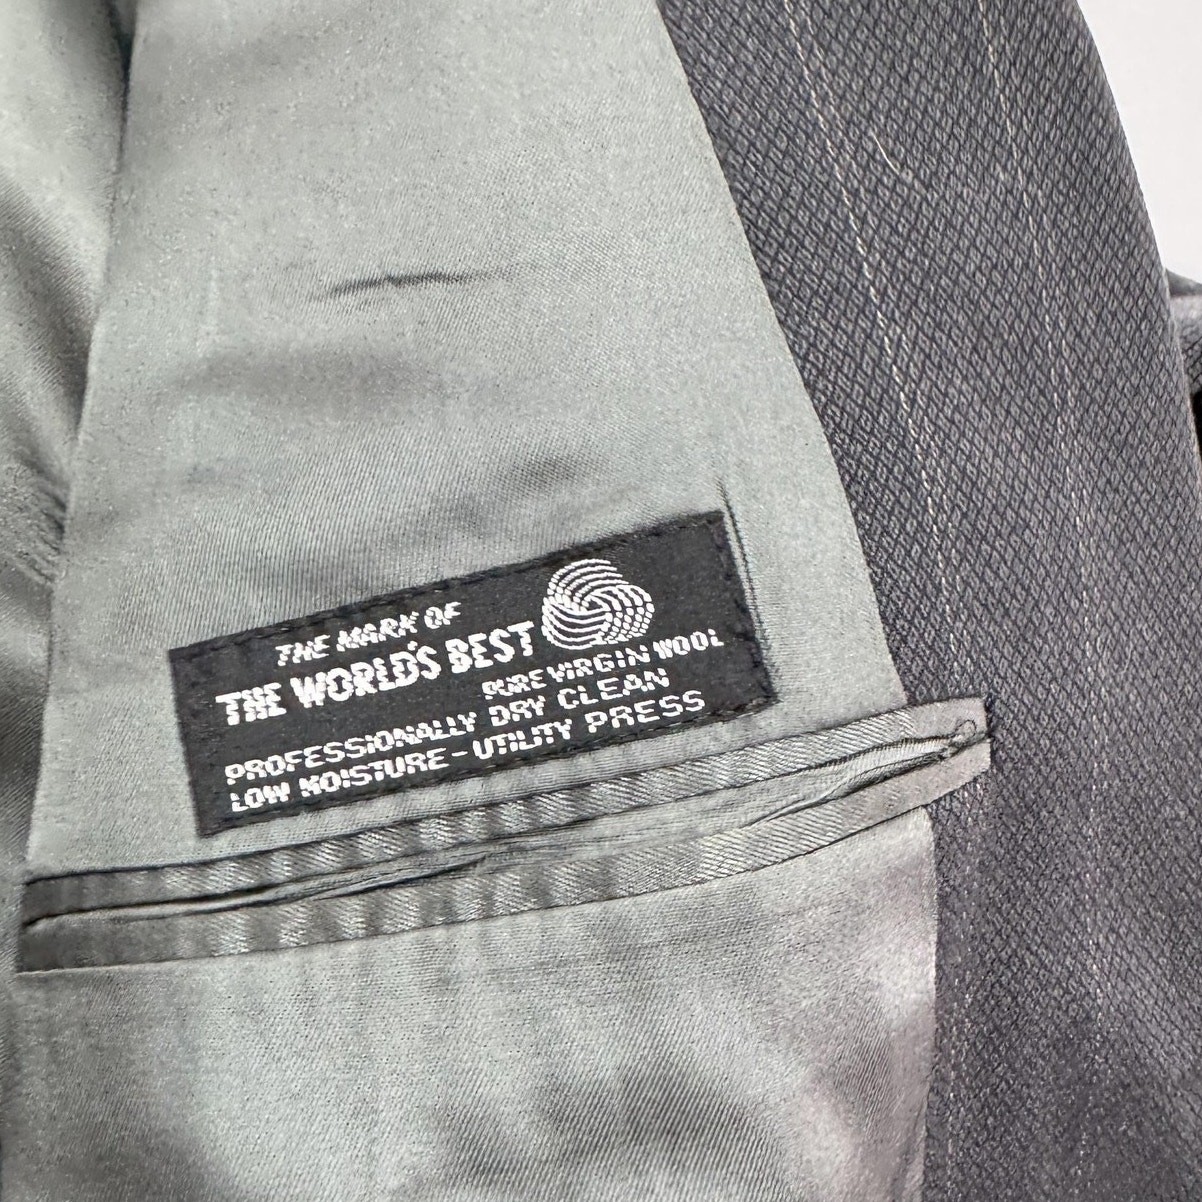 THE MARK OF
THE WORLD'S BEST
PURE VIRGIN WOOL
PROFESSIONALLY DRY CLEAN
LOW MOISTURE - UTILITY PRESS